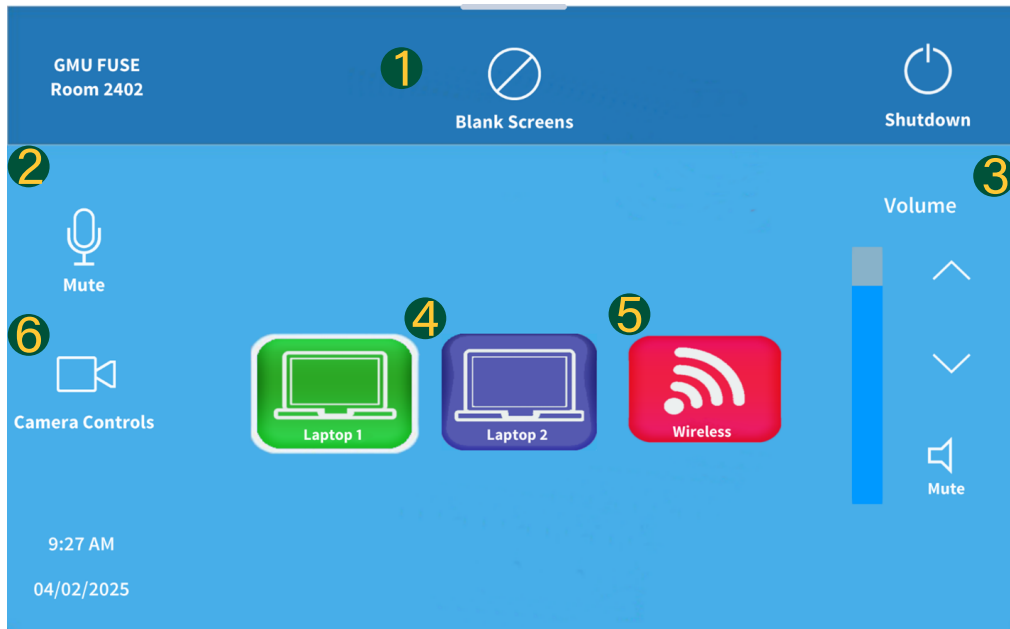 GMU FUSE
Room 2402
1
Blank Screens
Shutdown
2
3
Mute
Volume
6
Camera Controls
4
5
Laptop 1
Laptop 2
Wireless
Mute
9:27 AM
04/02/2025